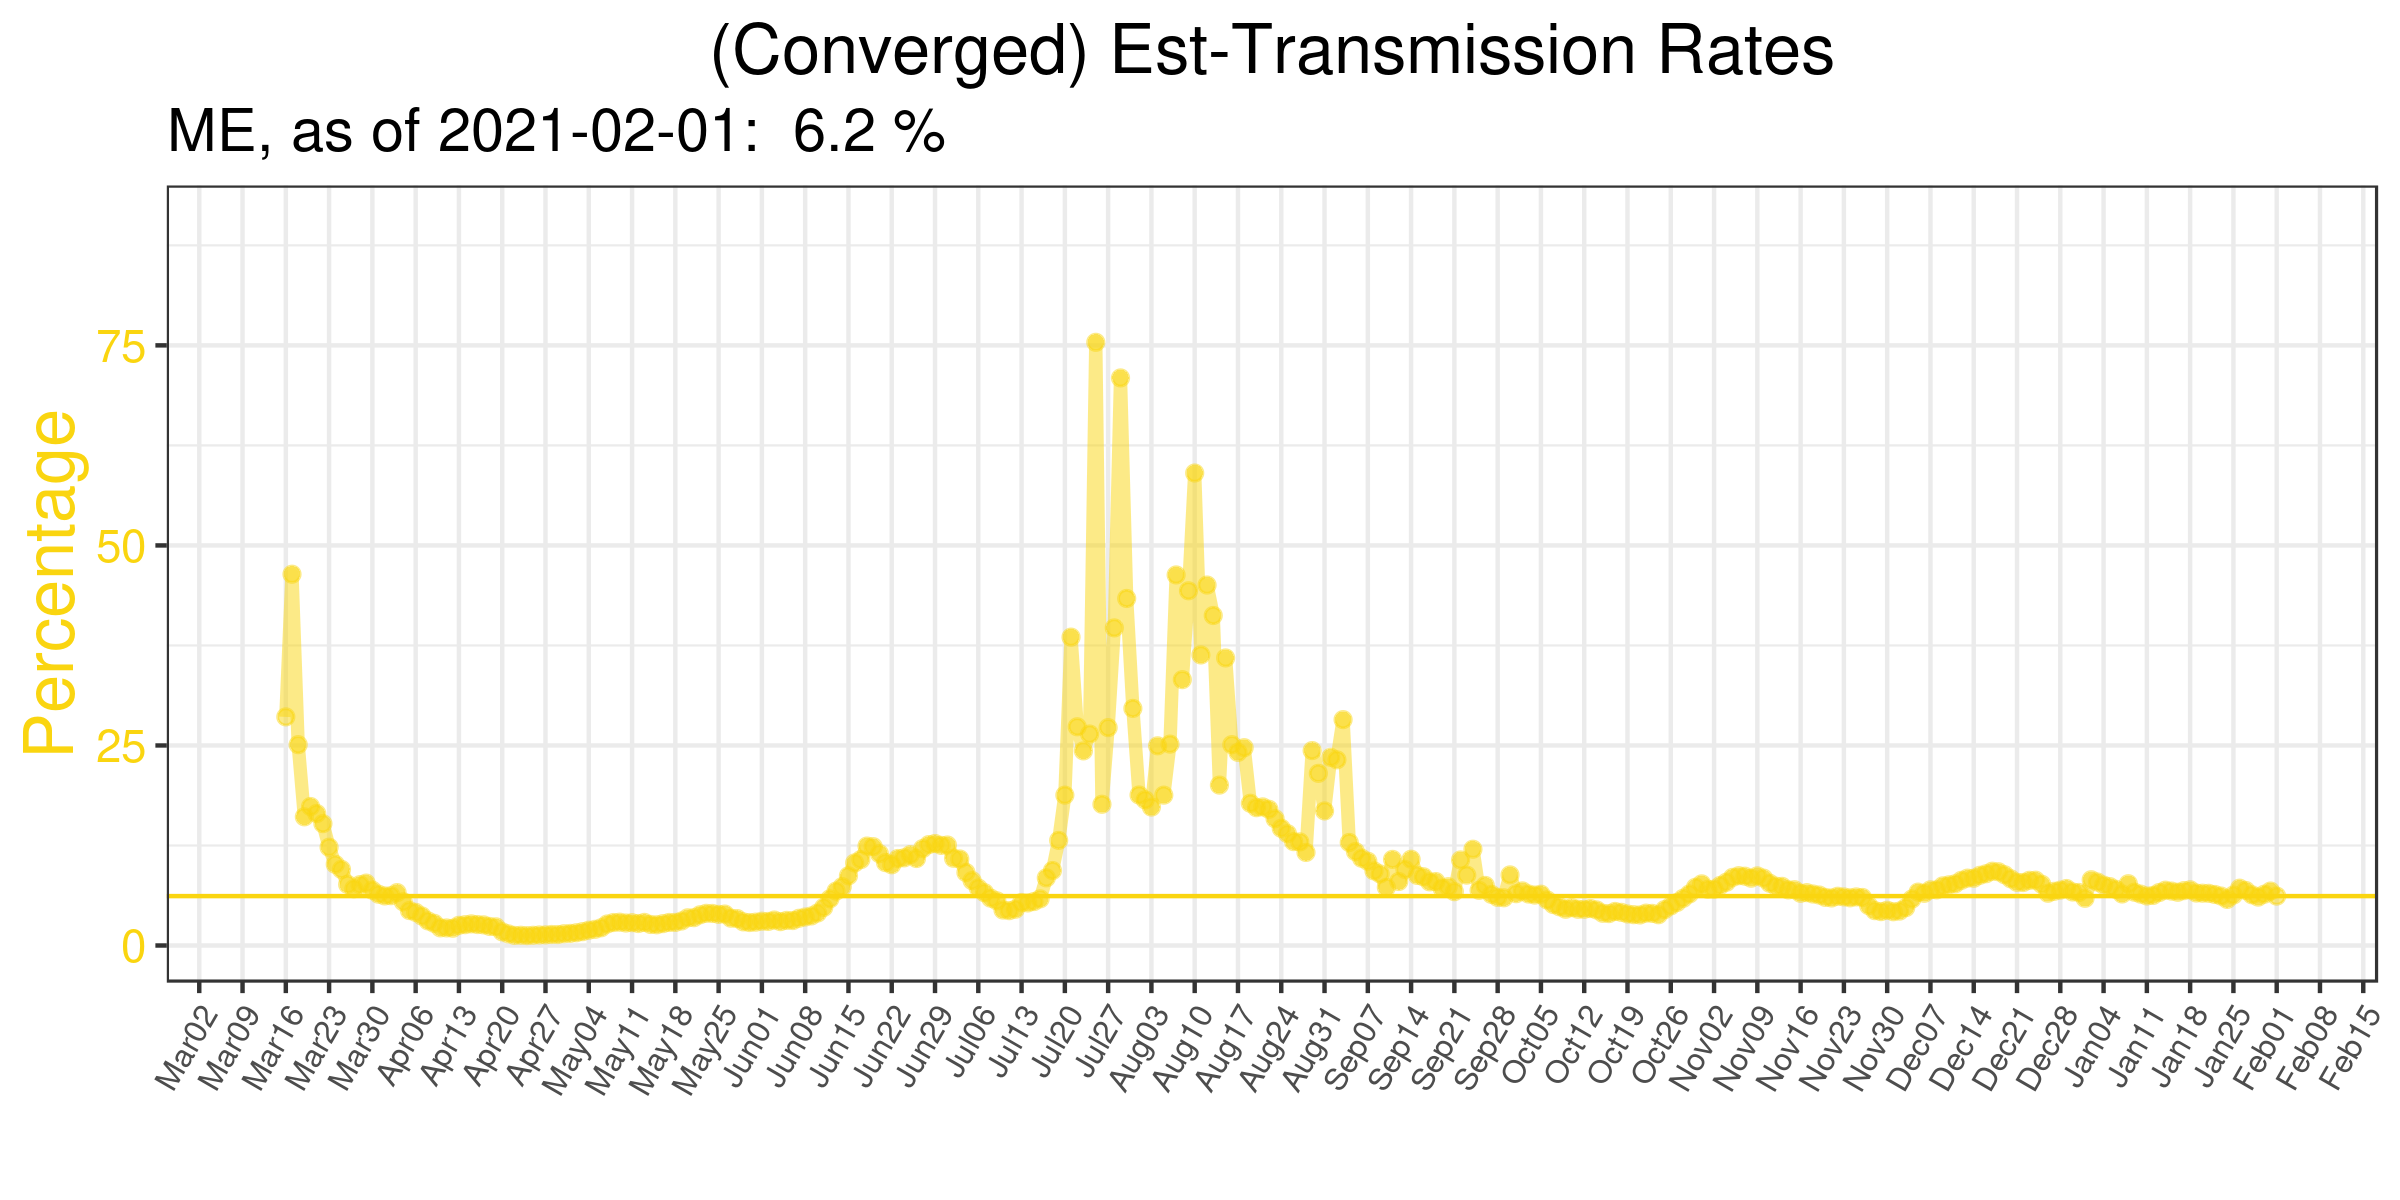 (Converged) Est-Transmission Rates
ME, as of 2021-02-01:  6.2 %
Percentage
75
50
25
0
Mar02
Mar09
Mar16
Mar23
Mar30
Apr06
Apr13
Apr20
Apr27
May04
May11
May18
May25
Jun01
Jun08
Jun15
Jun22
Jun29
Jul06
Jul13
Jul20
Jul27
Aug03
Aug10
Aug17
Aug24
Aug31
Sep07
Sep14
Sep21
Sep28
Oct05
Oct12
Oct19
Oct26
Nov02
Nov09
Nov16
Nov23
Nov30
Dec07
Dec14
Dec21
Dec28
Jan04
Jan11
Jan18
Jan25
Feb01
Feb08
Feb15